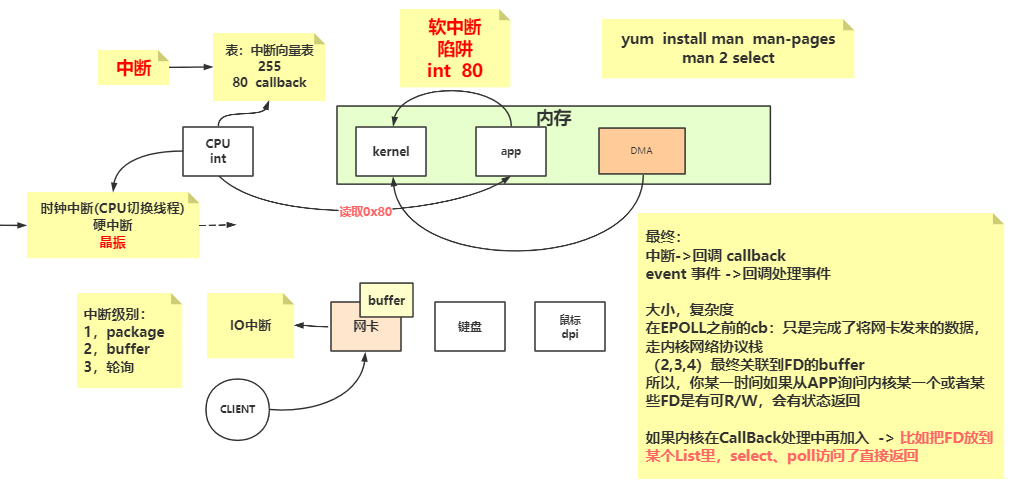 中断
表：中断向量表
255
80  callback
软中断
陷阱
int  80
yum  install man  man-pages
man 2 select
内存
CPU
int
kernel
app
DMA
读取0x80
时钟中断(CPU切换线程)
硬中断
晶振
中断级别：
1，package
2，buffer
3，轮询
IO中断
buffer
网卡
键盘
鼠标
dpi
CLIENT
最终：
中断->回调 callback
event 事件 ->回调处理事件
大小，复杂度
在EPOLL之前的cb：只是完成了将网卡发来的数据，
走内核网络协议栈
（2,3,4）最终关联到FD的buffer
所以，你某一时间如果从APP询问内核某一个或者某
些FD是有可R/W，会有状态返回
如果内核在CallBack处理中再加入  -> 比如把FD放到
某个List里，select、poll访问了直接返回